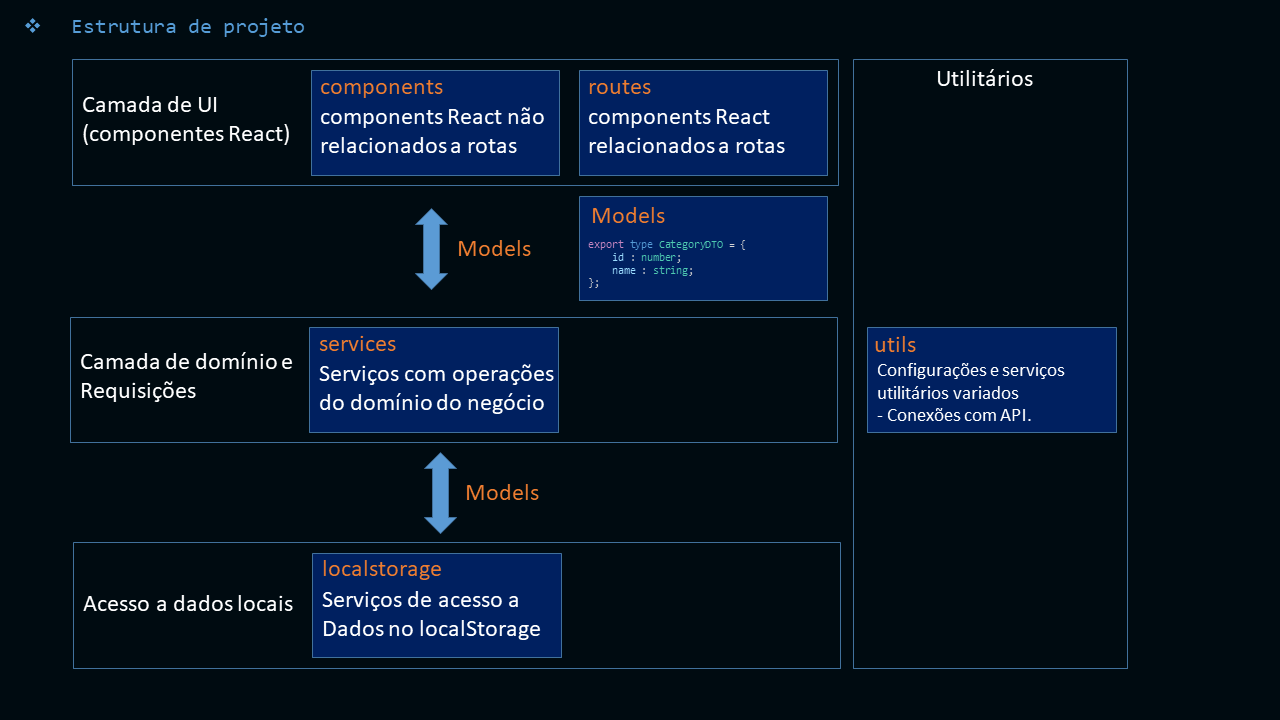 Estrutura de projeto
Camada de UI
(componentes React)
components
components React não
relacionados a rotas
routes
components React
relacionados a rotas
Utilitários
Models
Models
export type CategoryDTO = {
    id : number;
    name : string;
};
Camada de domínio e
Requisições
services
Serviços com operações
do domínio do negócio
utils
Configurações e serviços
utilitários variados
- Conexões com API.
Models
Acesso a dados locais
localstorage
Serviços de acesso a
Dados no localStorage